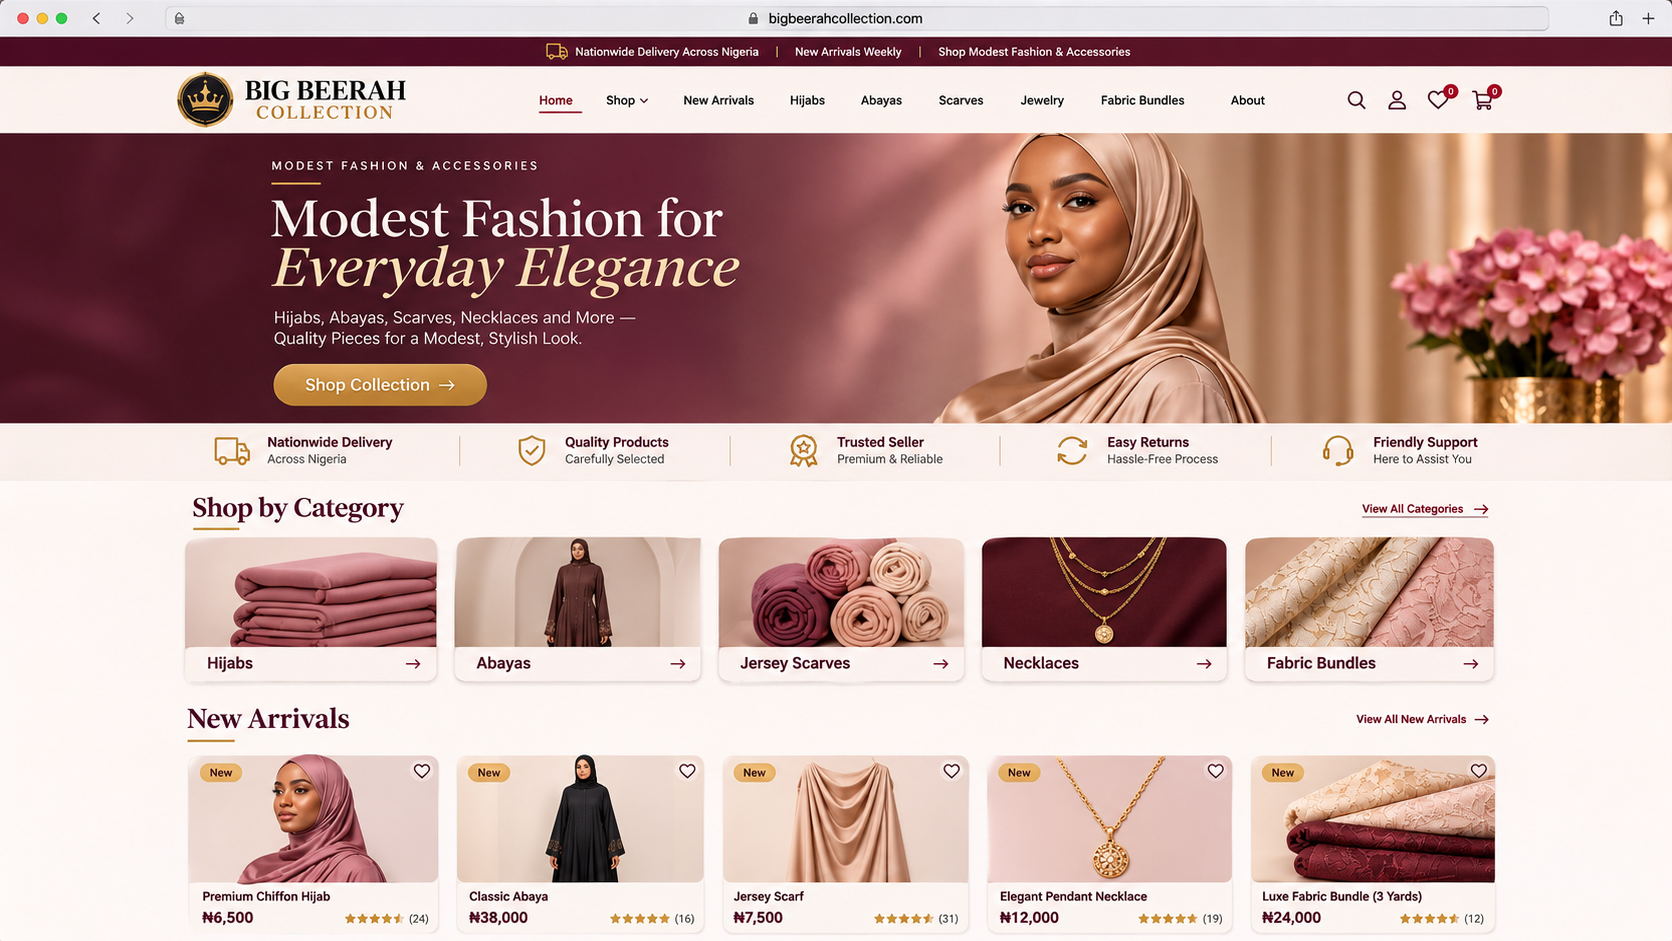 bigbeerahcollection.com
Nationwide Delivery Across Nigeria | New Arrivals Weekly | Shop Modest Fashion & Accessories
BIG BEERAH
COLLECTION
Home Shop New Arrivals Hijabs Abayas Scarves Jewelry Fabric Bundles About
0 0
MODEST FASHION & ACCESSORIES
Modest Fashion for
Everyday Elegance
Hijabs, Abayas, Scarves, Necklaces and More —
Quality Pieces for a Modest, Stylish Look.
Shop Collection →
Nationwide Delivery
Across Nigeria
Quality Products
Carefully Selected
Trusted Seller
Premium & Reliable
Easy Returns
Hassle-Free Process
Friendly Support
Here to Assist You
Shop by Category
View All Categories →
Hijabs →
Abayas →
Jersey Scarves →
Necklaces →
Fabric Bundles →
New Arrivals
View All New Arrivals →
New
Premium Chiffon Hijab
₦6,500 (24)
New
Classic Abaya
₦38,000 (16)
New
Jersey Scarf
₦7,500 (31)
New
Elegant Pendant Necklace
₦12,000 (19)
New
Luxe Fabric Bundle (3 Yards)
₦24,000 (12)